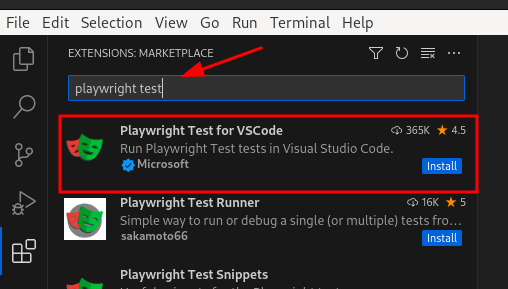 File Edit Selection View Go Run Terminal Help
EXTENSIONS: MARKETPLACE
playwright test
Playwright Test for VSCode 365K ★ 4.5
Run Playwright Test tests in Visual Studio Code.
Microsoft Install
Playwright Test Runner 16K ★ 5
Simple way to run or debug a single (or multiple) tests fro...
sakamoto66 Install
Playwright Test Snippets